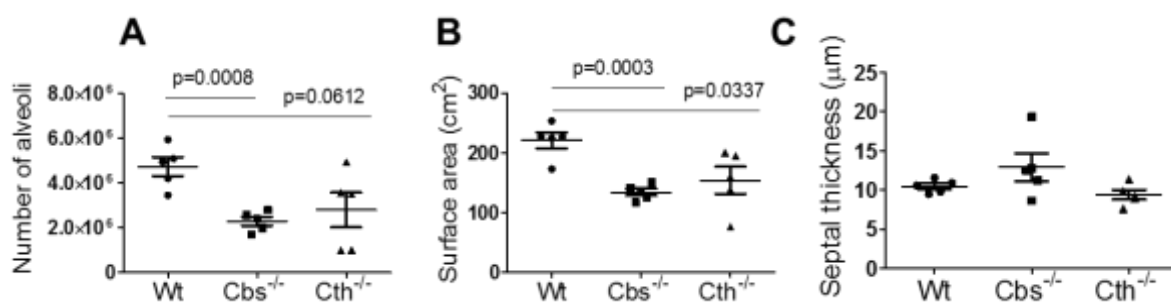 A
Number of alveoli
p=0.0008
p=0.0612
8.0×10⁶
6.0×10⁶
4.0×10⁶
2.0×10⁶
0
Wt
Cbs⁻/⁻
Cth⁻/⁻
B
Surface area (cm²)
p=0.0003
p=0.0337
300
200
100
0
Wt
Cbs⁻/⁻
Cth⁻/⁻
C
Septal thickness (μm)
25
20
15
10
5
0
Wt
Cbs⁻/⁻
Cth⁻/⁻